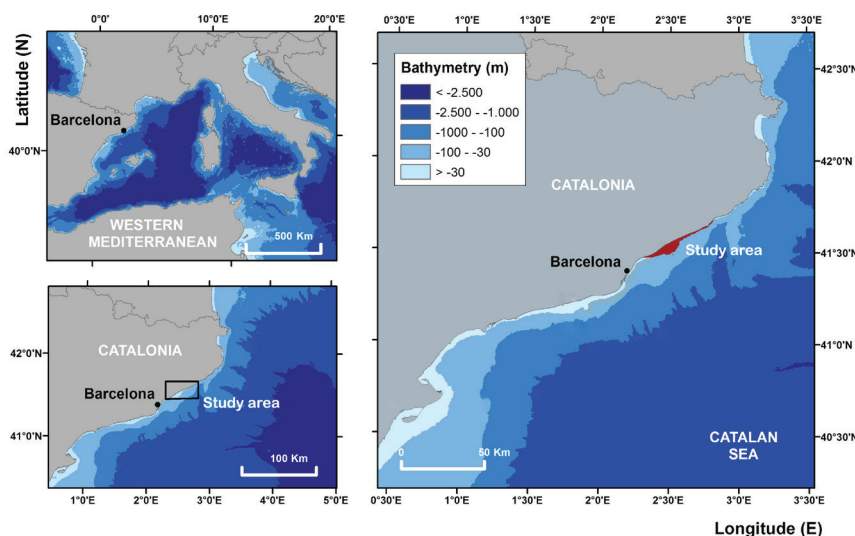 0°0' 10°0'E 20°0'E
Latitude (N)
Barcelona
40°0'N
WESTERN
MEDITERRANEAN
500 Km
0°0' 10°0'E
CATALONIA
42°0'N
Barcelona
Study area
41°0'N
100 Km
1°0'E 2°0'E 3°0'E 4°0'E 5°0'E
0°30'E 1°0'E 1°30'E 2°0'E 2°30'E 3°0'E 3°30'E
Bathymetry (m)
< -2.500
-2.500 - -1.000
-1000 - -100
-100 - -30
> -30
42°30'N
42°0'N
41°30'N
41°0'N
40°30'N
CATALONIA
Barcelona
Study area
CATALAN
SEA
0 50 Km
0°30'E 1°0'E 1°30'E 2°0'E 2°30'E 3°0'E 3°30'E
Longitude (E)